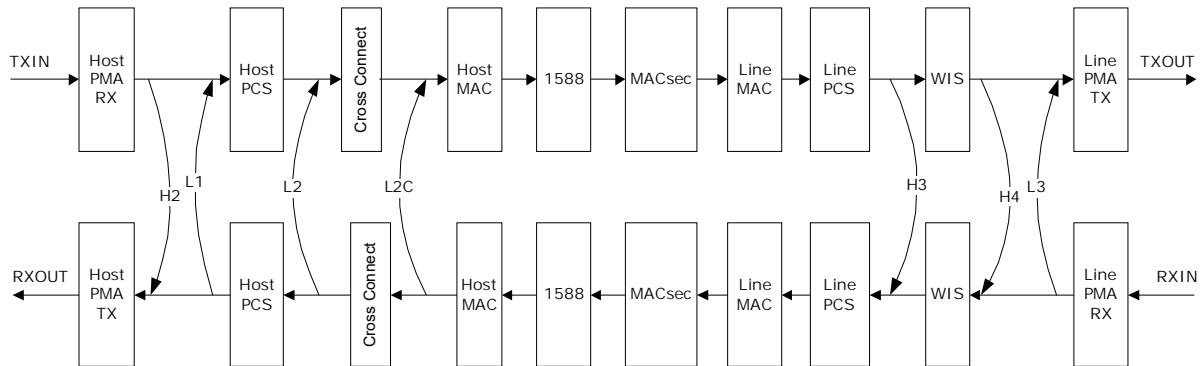 TXIN
Host
PMA
RX
Host
PCS
Cross Connect
Host
MAC
1588
MACsec
Line
MAC
Line
PCS
WIS
Line
PMA
TX
TXOUT
H2
L1
L2
L2C
H3
H4
L3
RXOUT
Host
PMA
TX
Host
PCS
Cross Connect
Host
MAC
1588
MACsec
Line
MAC
Line
PCS
WIS
Line
PMA
RX
RXIN